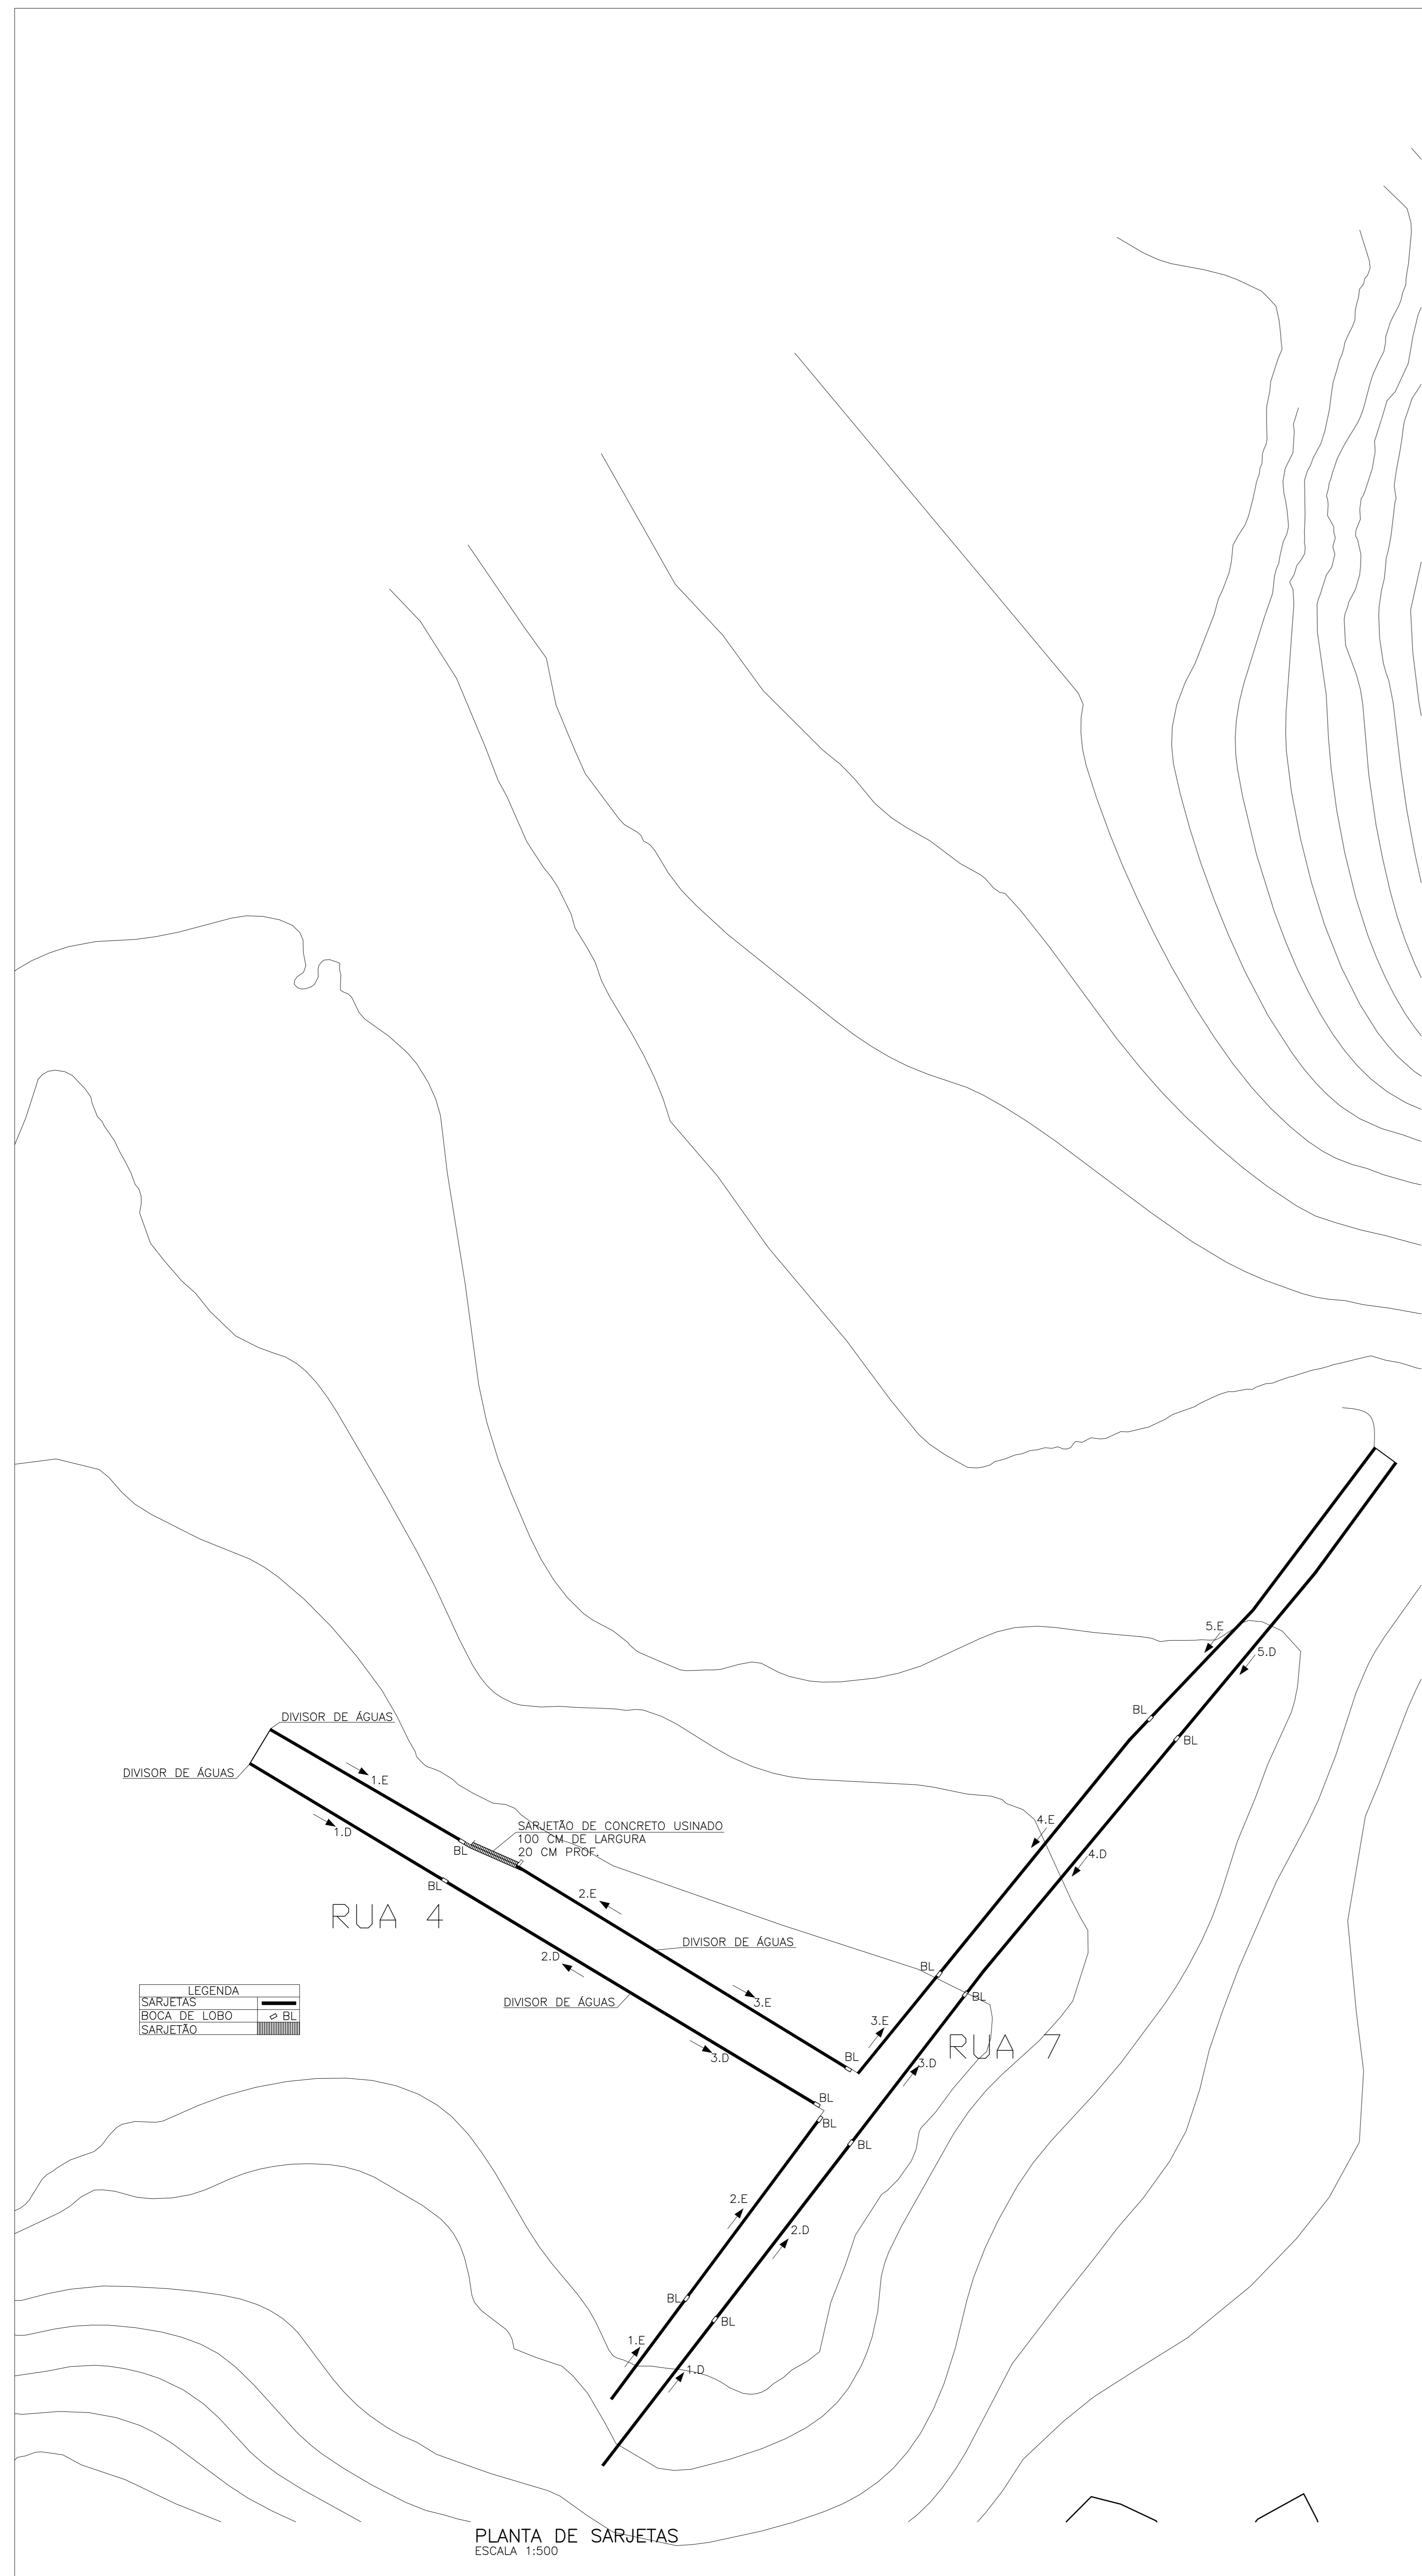 5.E
5.D
BL
BL
DIVISOR DE ÁGUAS
DIVISOR DE ÁGUAS
1.E
1.D
SARJETÃO DE CONCRETO USINADO
100 CM DE LARGURA
20 CM PROF.
BL
BL
4.E
4.D
RUA 4
2.E
2.D
DIVISOR DE ÁGUAS
DIVISOR DE ÁGUAS
BL
BL
LEGENDA
SARJETAS
BOCA DE LOBO
BL
SARJETÃO
3.E
3.D
3.E
RUA 7
3.D
BL
BL
BL
BL
2.E
2.D
BL
BL
1.E
1.D
PLANTA DE SARJETAS
ESCALA 1:500